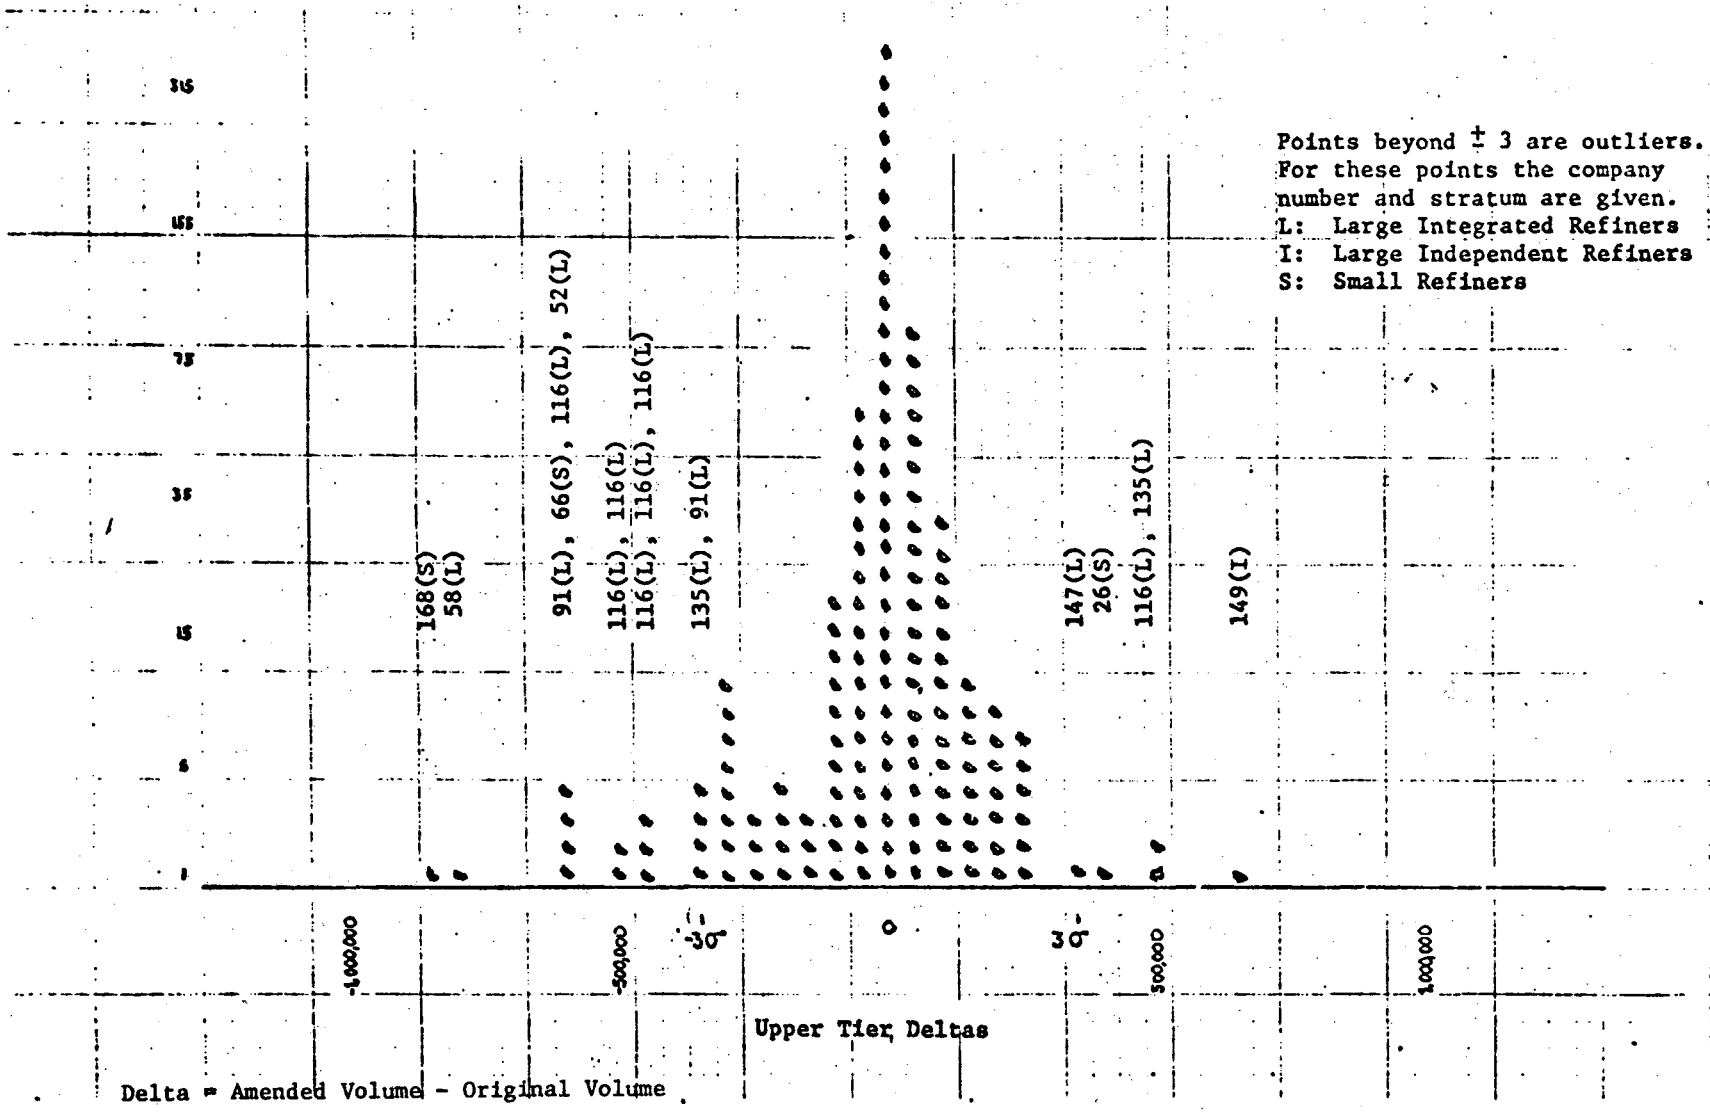 315
Points beyond ± 3 are outliers.
For these points the company
number and stratum are given.
L: Large Integrated Refiners
I: Large Independent Refiners
S: Small Refiners
155
75
35
15
5
1
168(S)
58(L)
91(L), 66(S), 116(L), 52(L)
116(L), 116(L)
116(L), 116(L), 116(L)
135(L), 91(L)
147(L)
26(S)
116(L), 135(L)
149(I)
-3σ
0
3σ
-1,000,000
-500,000
500,000
1,000,000
Upper Tier Deltas
Delta = Amended Volume - Original Volume